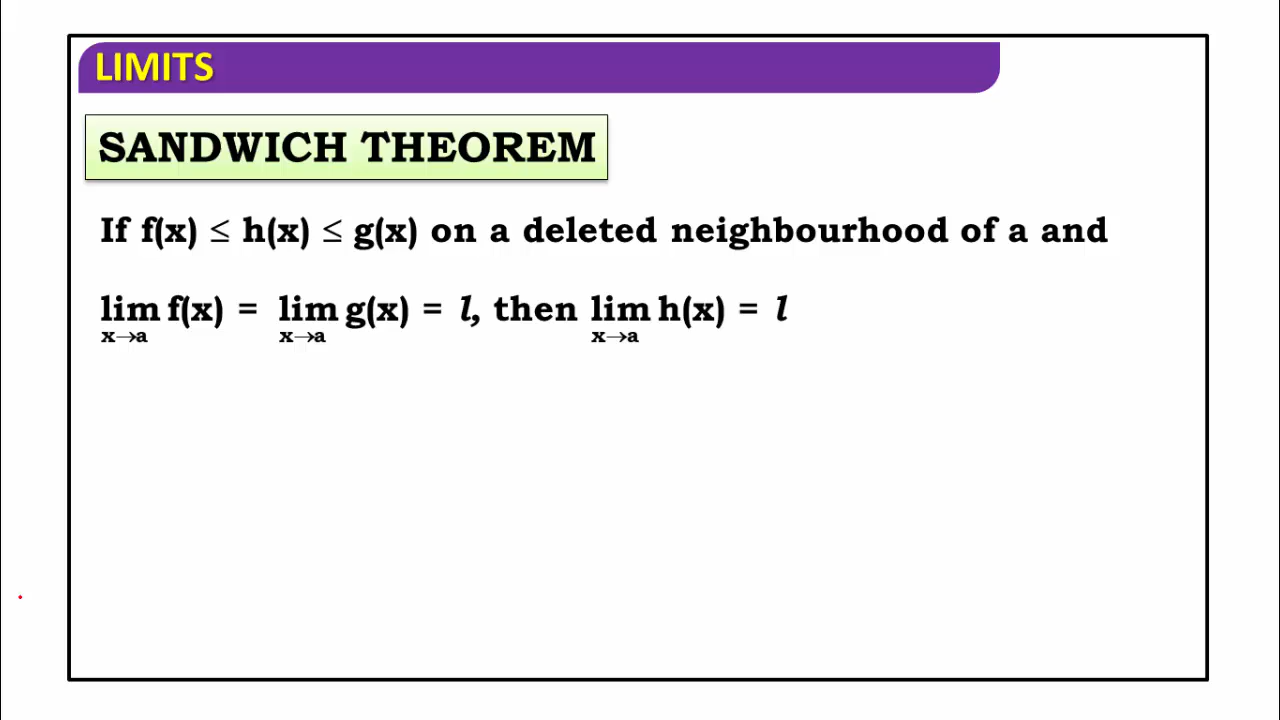 LIMITS
SANDWICH THEOREM
If f(x) ≤ h(x) ≤ g(x) on a deleted neighbourhood of a and
lim f(x) = lim g(x) = l, then lim h(x) = l
x→a x→a x→a